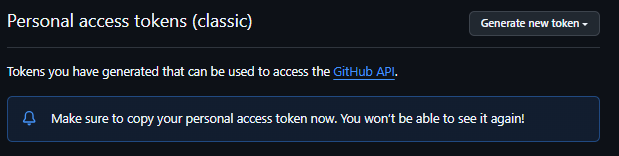 Personal access tokens (classic)
Generate new token
Tokens you have generated that can be used to access the GitHub API.
Make sure to copy your personal access token now. You won't be able to see it again!